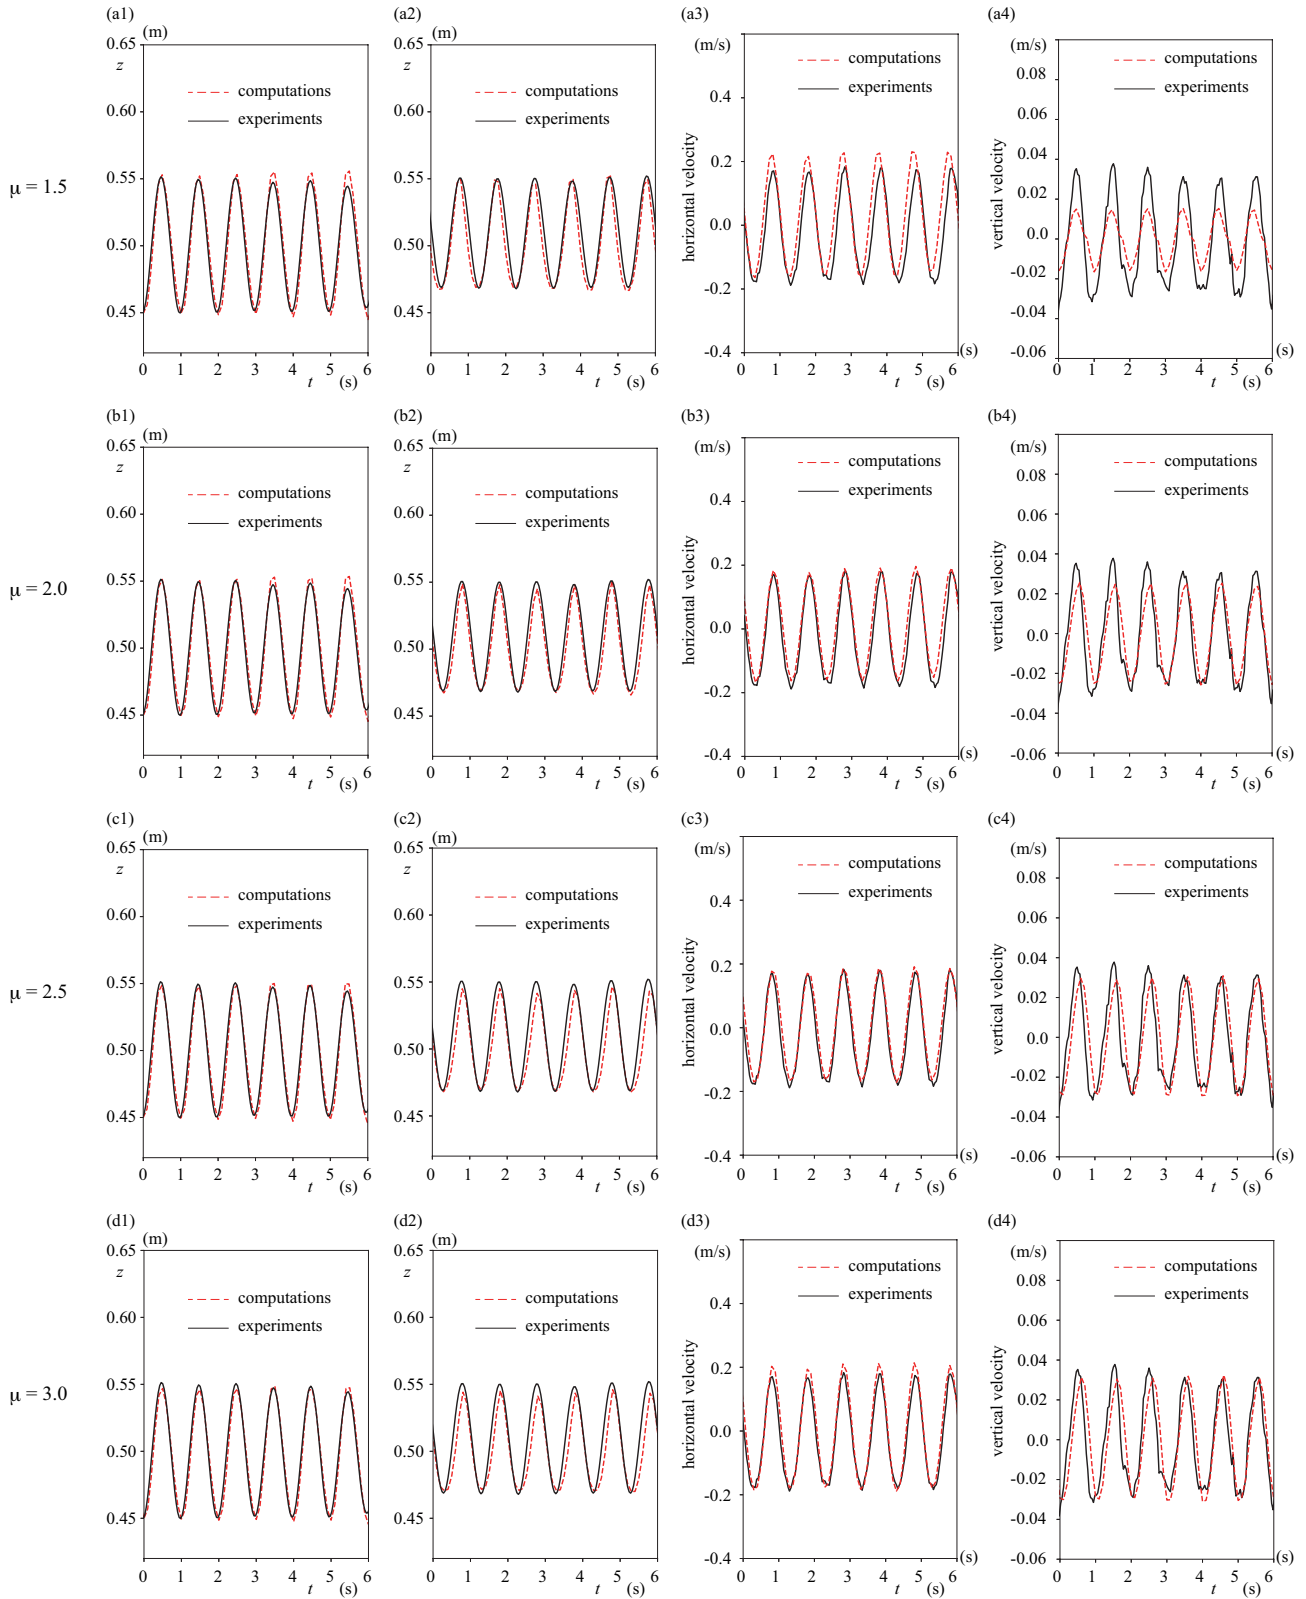 (a1) (a2) (a3) (a4)
(m) (m) (m/s) (m/s)
μ = 1.5
0.65
z
0.60
0.55
0.50
0.45
computations
experiments
0 1 2 3 4 5 6
t (s)
0.65
z
0.60
0.55
0.50
0.45
computations
experiments
0 1 2 3 4 5 6
t (s)
horizontal velocity
0.4
0.2
0.0
-0.2
-0.4
computations
experiments
(s)
0 1 2 3 4 5 6
t
vertical velocity
0.08
0.06
0.04
0.02
0.0
-0.02
-0.04
-0.06
computations
experiments
(s)
0 1 2 3 4 5 6
t
(b1) (b2) (b3) (b4)
(m) (m) (m/s) (m/s)
μ = 2.0
0.65
z
0.60
0.55
0.50
0.45
computations
experiments
0 1 2 3 4 5 6
t (s)
0.65
z
0.60
0.55
0.50
0.45
computations
experiments
0 1 2 3 4 5 6
t (s)
horizontal velocity
0.4
0.2
0.0
-0.2
-0.4
computations
experiments
(s)
0 1 2 3 4 5 6
t
vertical velocity
0.08
0.06
0.04
0.02
0.0
-0.02
-0.04
-0.06
computations
experiments
(s)
0 1 2 3 4 5 6
t
(c1) (c2) (c3) (c4)
(m) (m) (m/s) (m/s)
μ = 2.5
0.65
z
0.60
0.55
0.50
0.45
computations
experiments
0 1 2 3 4 5 6
t (s)
0.65
z
0.60
0.55
0.50
0.45
computations
experiments
0 1 2 3 4 5 6
t (s)
horizontal velocity
0.4
0.2
0.0
-0.2
-0.4
computations
experiments
(s)
0 1 2 3 4 5 6
t
vertical velocity
0.08
0.06
0.04
0.02
0.0
-0.02
-0.04
-0.06
computations
experiments
(s)
0 1 2 3 4 5 6
t
(d1) (d2) (d3) (d4)
(m) (m) (m/s) (m/s)
μ = 3.0
0.65
z
0.60
0.55
0.50
0.45
computations
experiments
0 1 2 3 4 5 6
t (s)
0.65
z
0.60
0.55
0.50
0.45
computations
experiments
0 1 2 3 4 5 6
t (s)
horizontal velocity
0.4
0.2
0.0
-0.2
-0.4
computations
experiments
(s)
0 1 2 3 4 5 6
t
vertical velocity
0.08
0.06
0.04
0.02
0.0
-0.02
-0.04
-0.06
computations
experiments
(s)
0 1 2 3 4 5 6
t